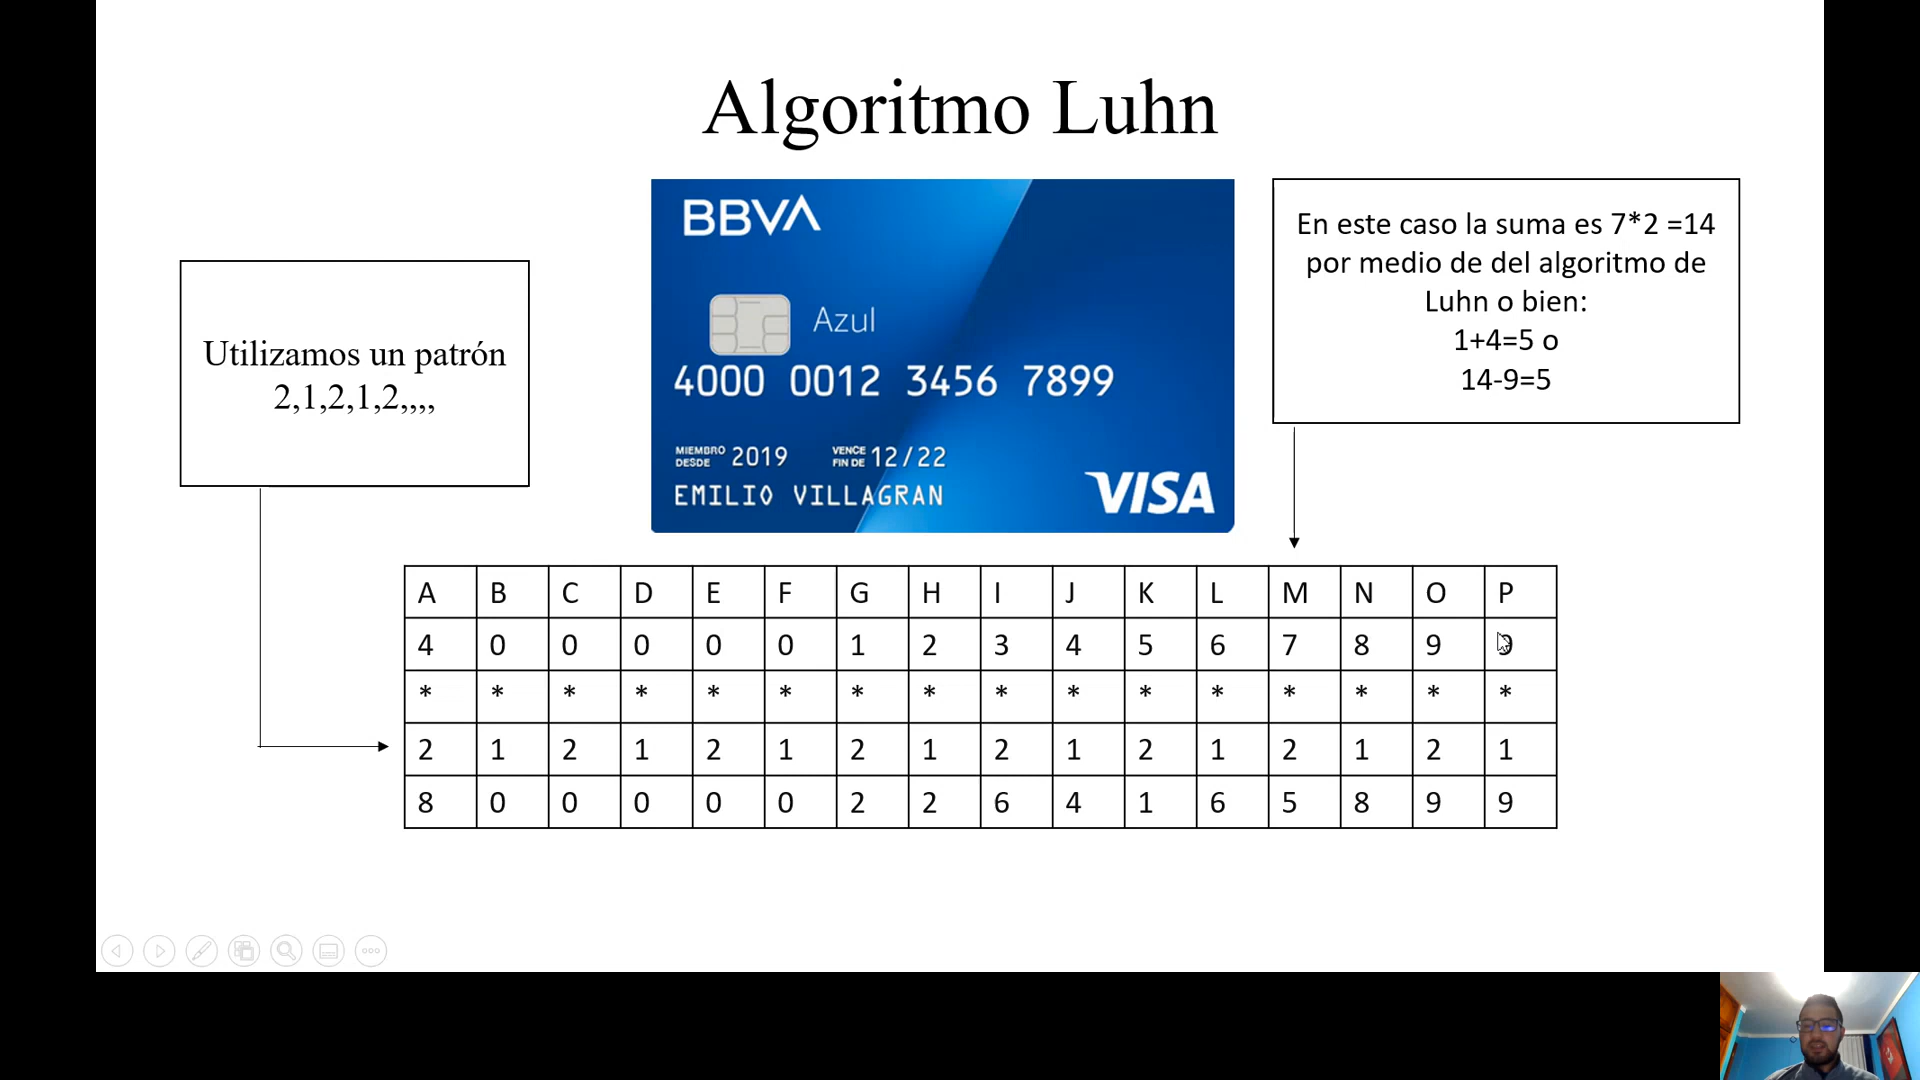 Algoritmo Luhn
Utilizamos un patrón
2,1,2,1,2,,,,
BBVA
Azul
4000 0012 3456 7899
MIEMBRO DESDE 2019 VENCE FIN DE 12/22
EMILIO VILLAGRAN
VISA
En este caso la suma es 7*2 =14
por medio de del algoritmo de
Luhn o bien:
1+4=5 o
14-9=5
A B C D E F G H I J K L M N O P
4 0 0 0 0 0 1 2 3 4 5 6 7 8 9 9
* * * * * * * * * * * * * * * *
2 1 2 1 2 1 2 1 2 1 2 1 2 1 2 1
8 0 0 0 0 0 2 2 6 4 1 6 5 8 9 9